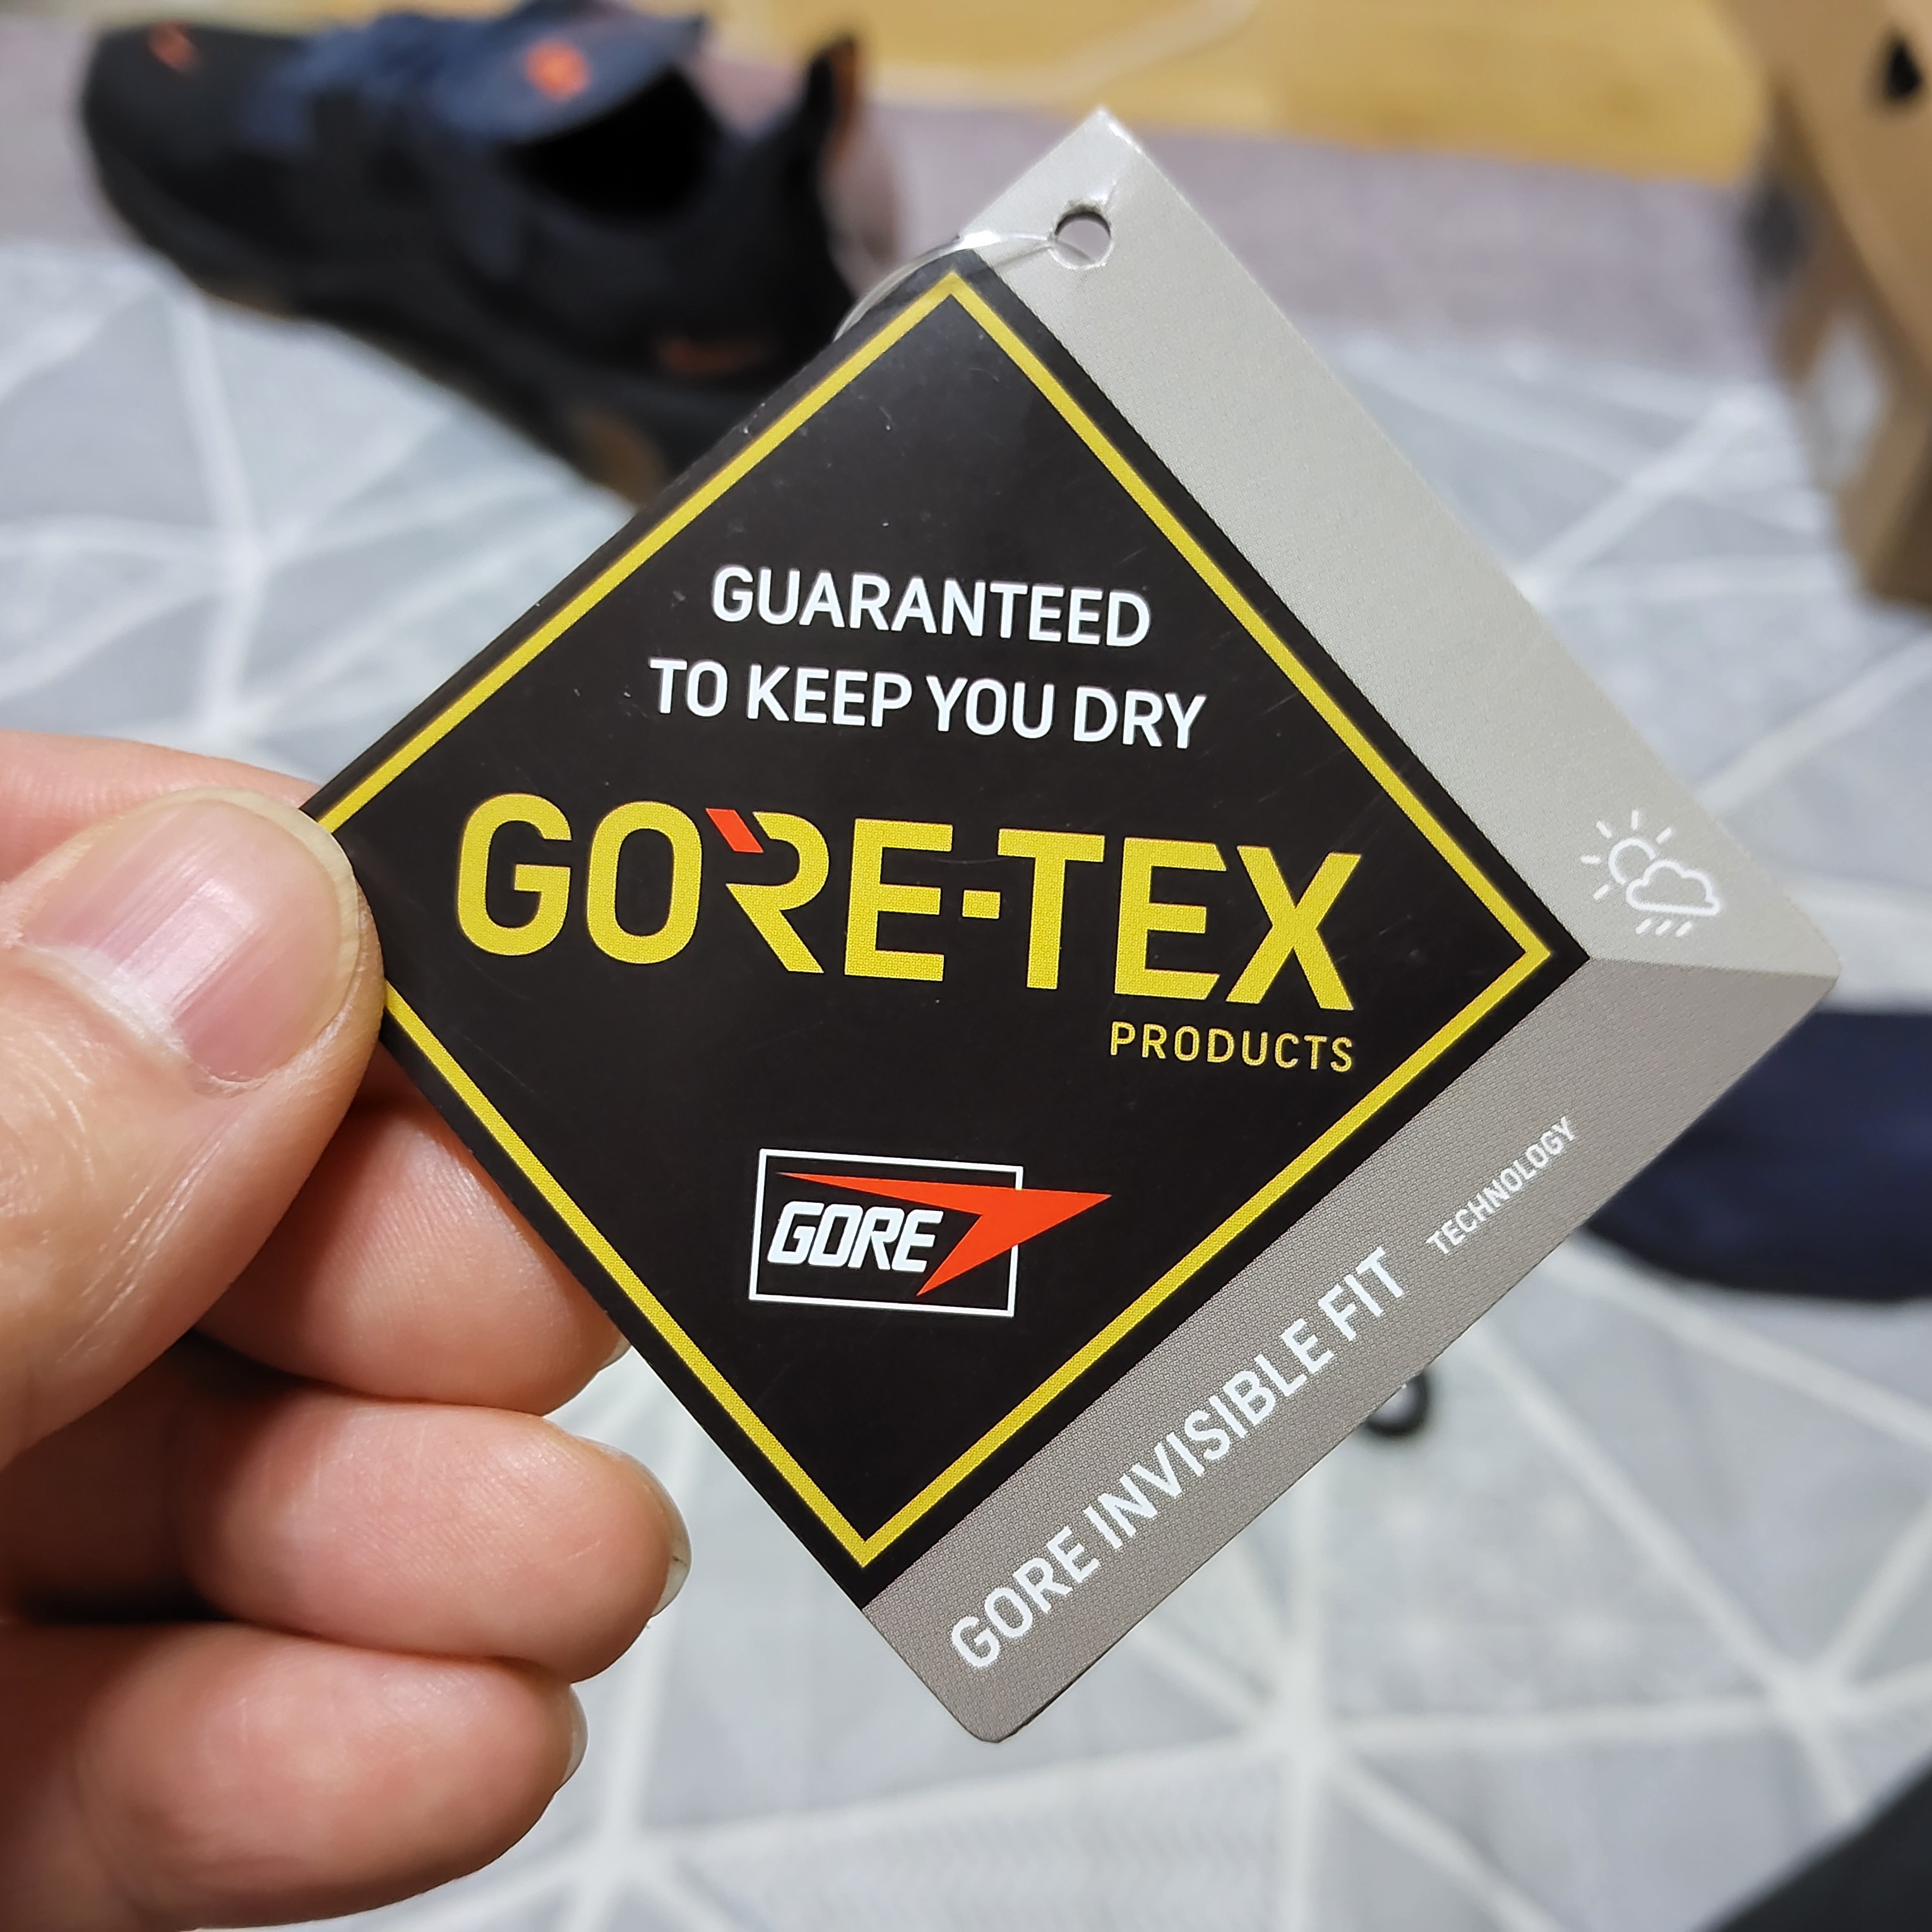 GUARANTEED
TO KEEP YOU DRY
GORE-TEX
PRODUCTS
GORE
GORE INVISIBLE FIT TECHNOLOGY